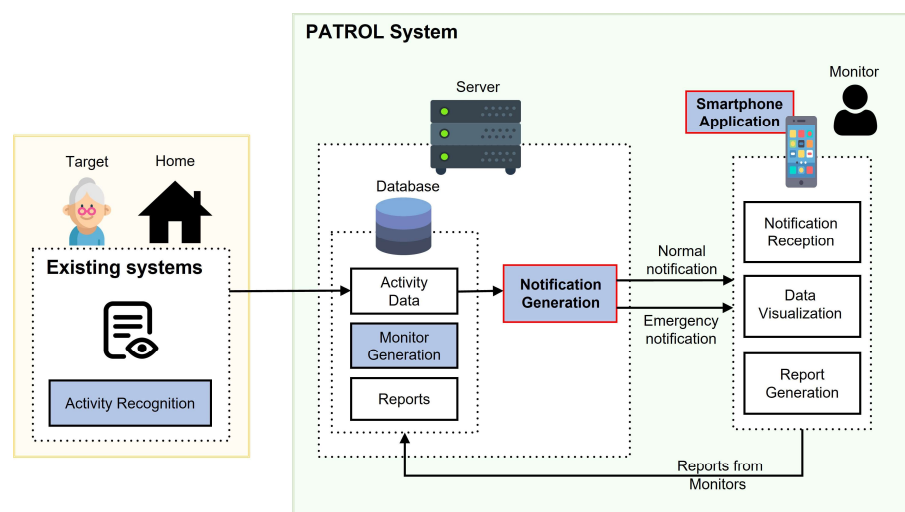 PATROL System
Server
Monitor
Smartphone
Application
Target
Home
Database
Existing systems
Activity Recognition
Activity
Data
Monitor
Generation
Reports
Notification
Generation
Normal
notification
Emergency
notification
Notification
Reception
Data
Visualization
Report
Generation
Reports from
Monitors